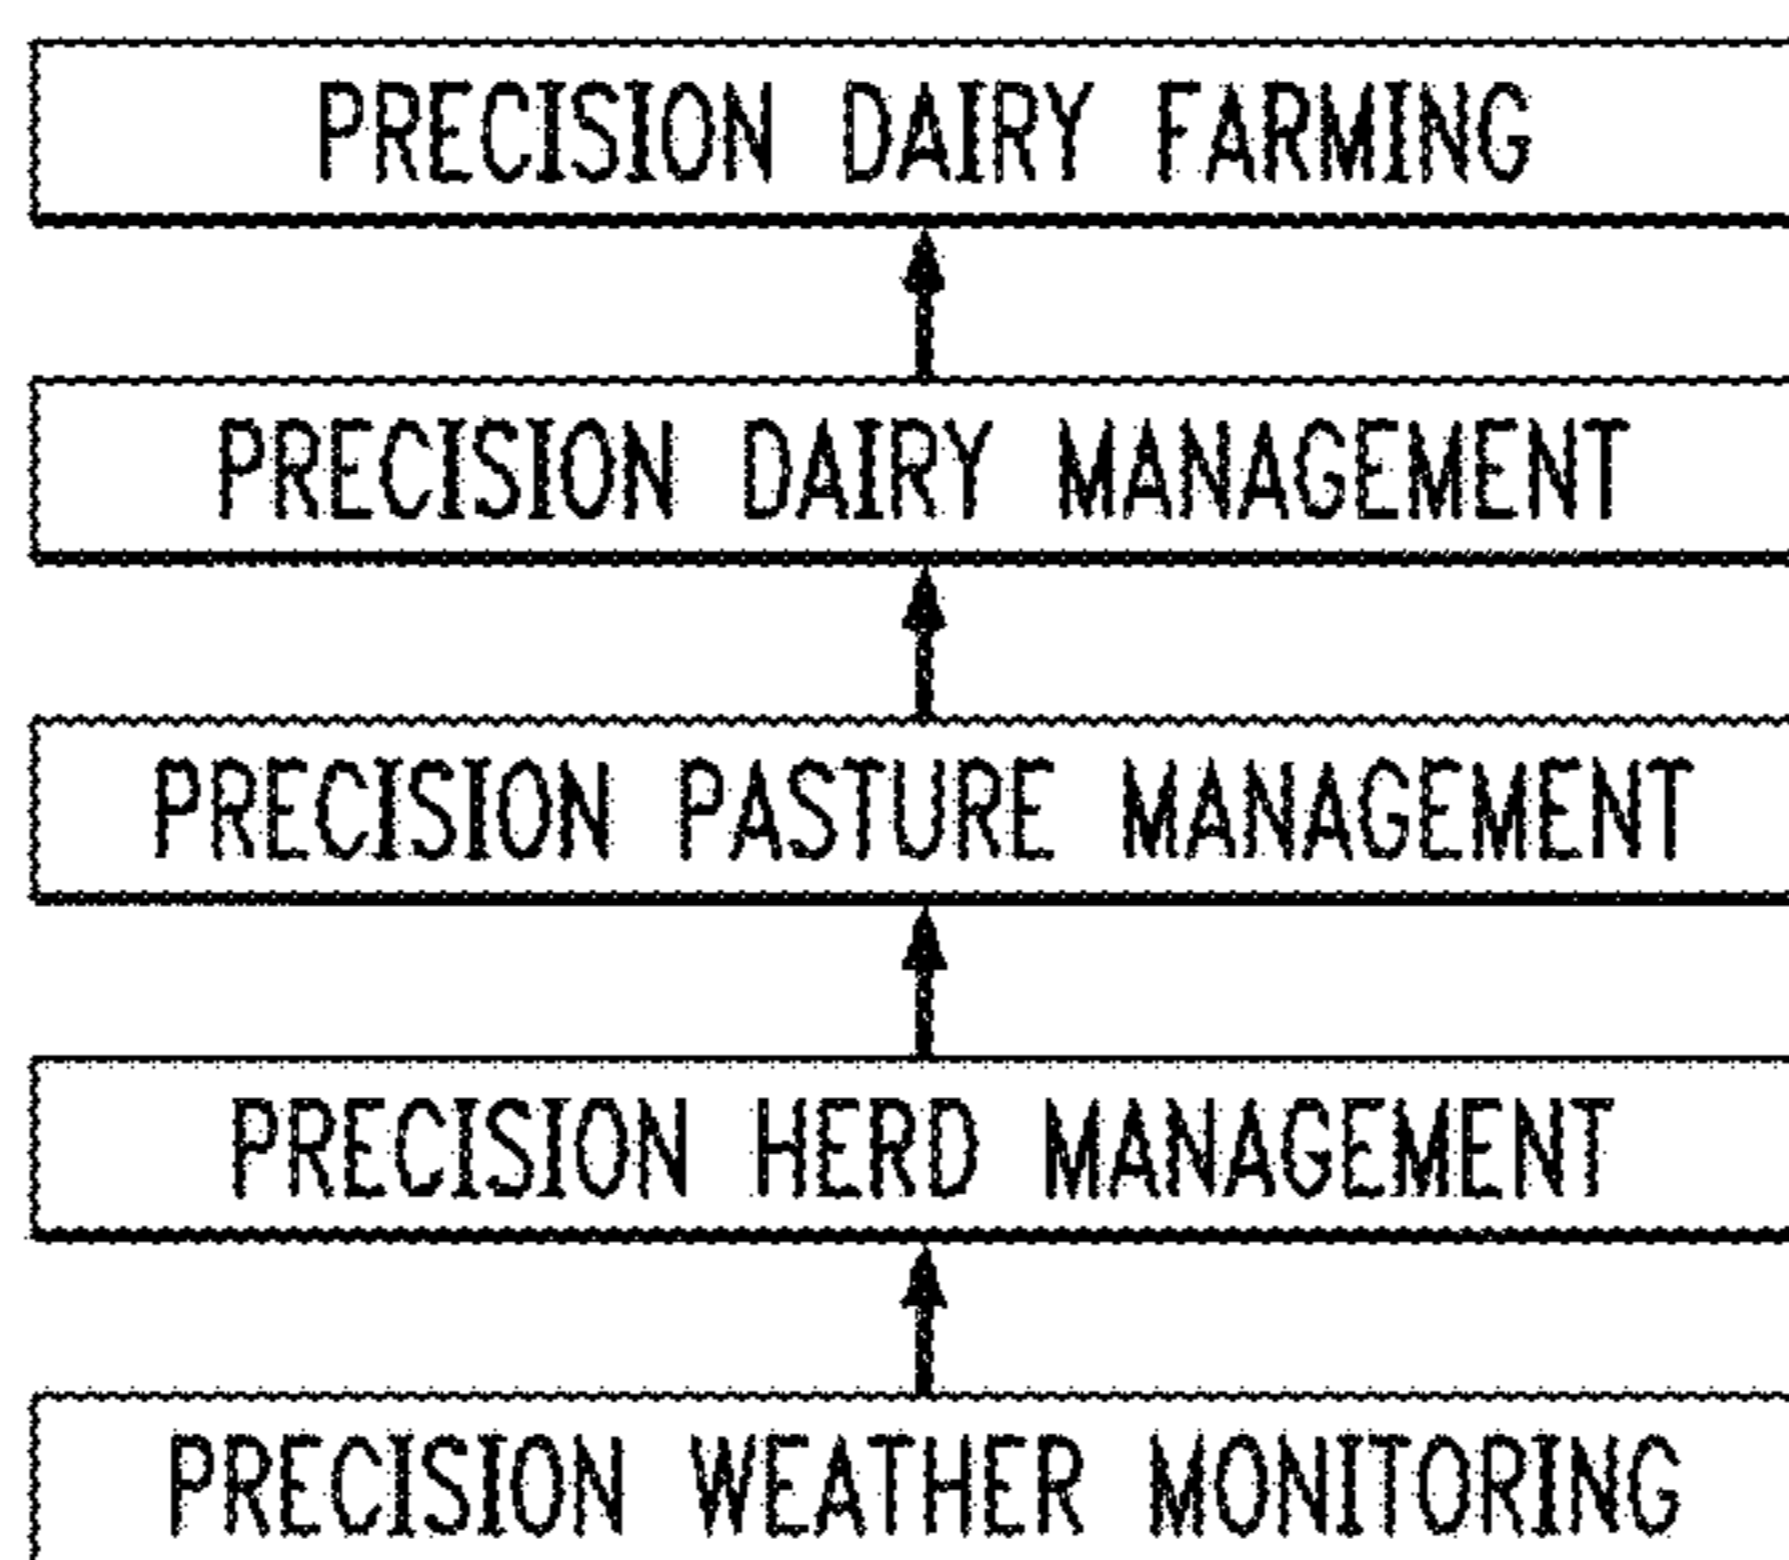 PRECISION DAIRY FARMING
PRECISION DAIRY MANAGEMENT
PRECISION PASTURE MANAGEMENT
PRECISION HERD MANAGEMENT
PRECISION WEATHER MONITORING